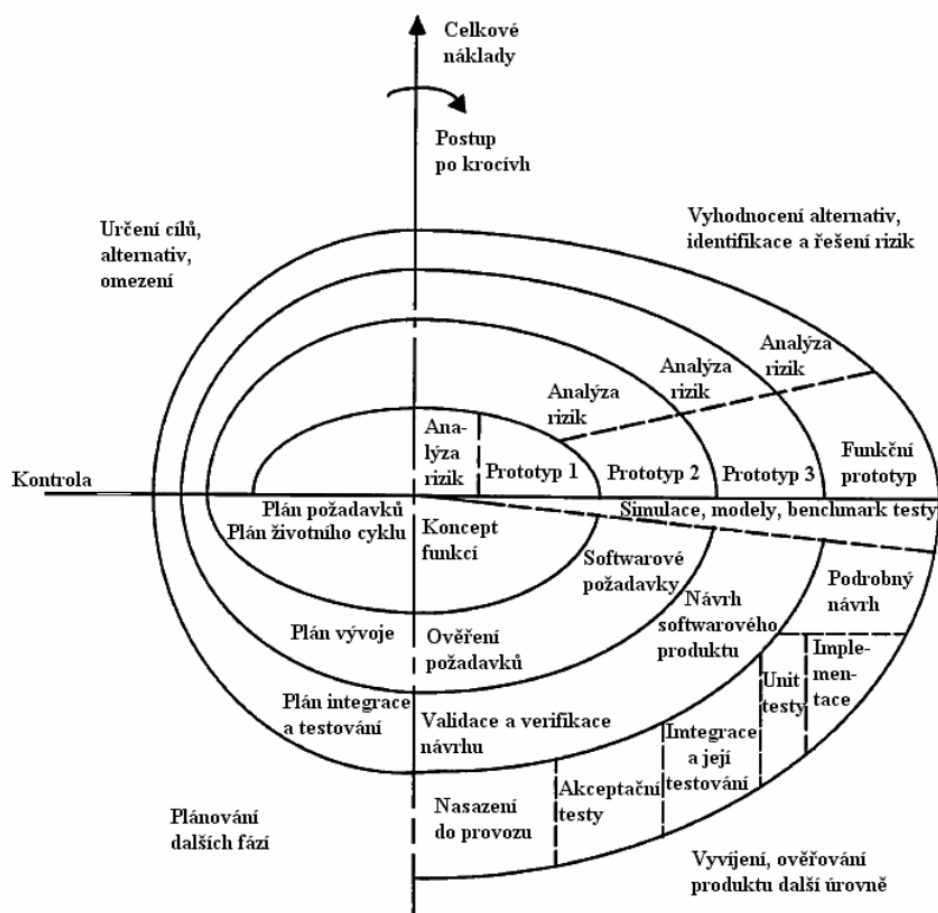 Celkové
náklady
Postup
po krocívh
Určení cílů,
alternativ,
omezení
Vyhodnocení alternativ,
identifikace a řešení rizik
Analýza
rizik
Analýza
rizik
Analýza
rizik
Ana-
lýza
rizik
Prototyp 1
Prototyp 2
Prototyp 3
Funkční
prototyp
Kontrola
Simulace, modely, benchmark testy
Plán požadavků
Plán životního cyklu
Koncept
funkcí
Softwarové
požadavky
Podrobný
návrh
Návrh
softwarového
produktu
Plán vývoje
Ověření
požadavků
Imple-
men-
tace
Unit
testy
Plán integrace
a testování
Validace a verifikace
návrhu
Imtegrace
a její
testování
Akceptační
testy
Nasazení
do provozu
Plánování
dalších fází
Vyvíjení, ověřování
produktu další úrovně